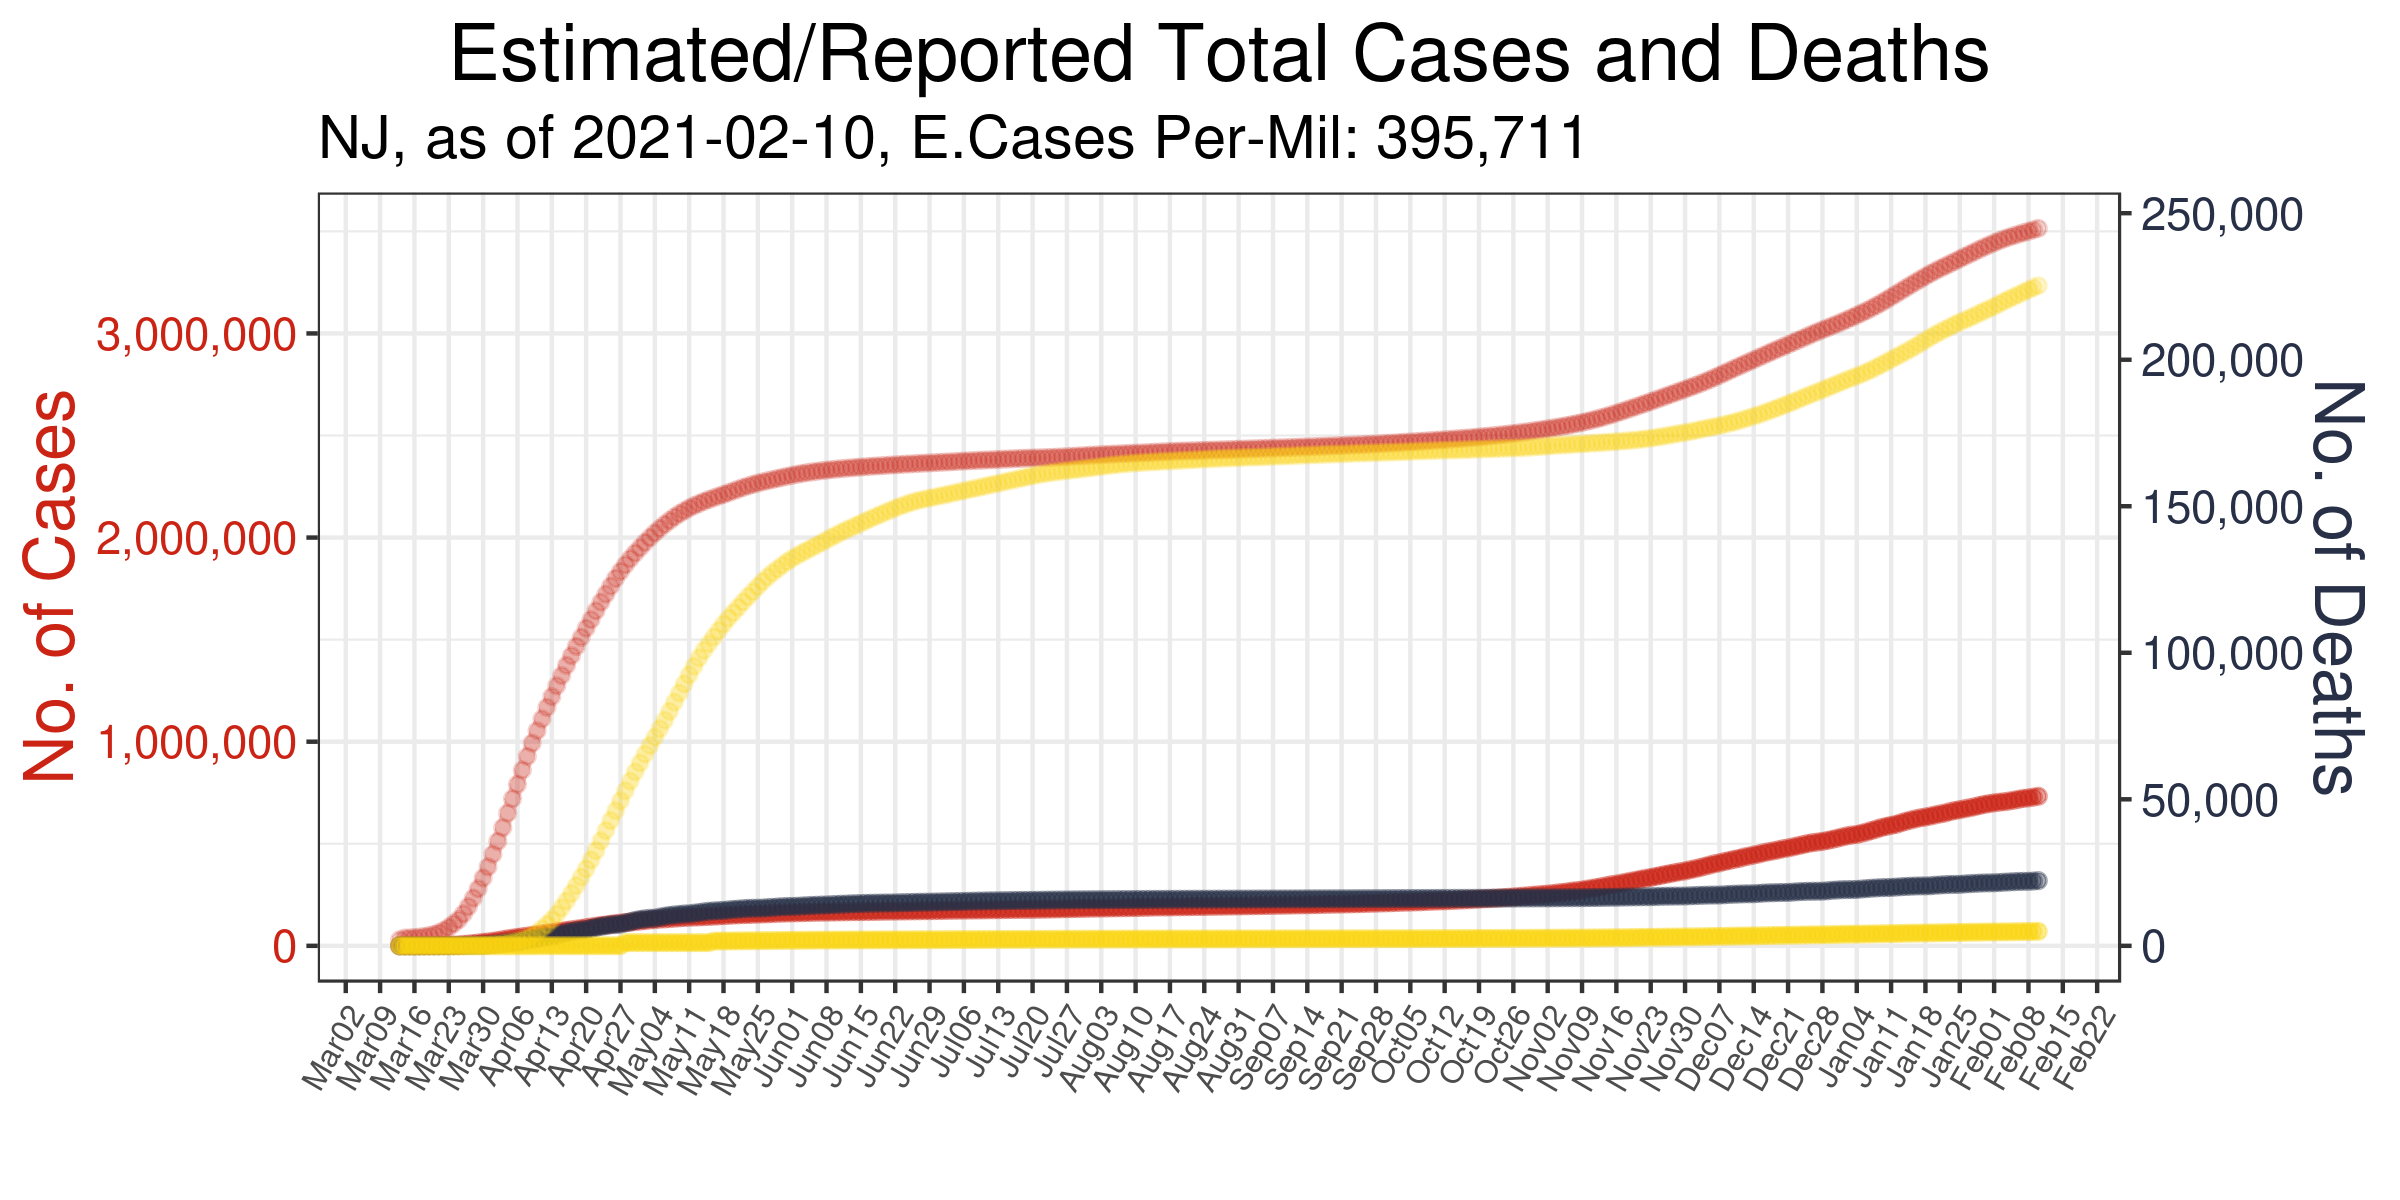 Estimated/Reported Total Cases and Deaths
NJ, as of 2021-02-10, E.Cases Per-Mil: 395,711
No. of Cases
3,000,000
2,000,000
1,000,000
0
250,000
200,000
150,000
100,000
50,000
0
No. of Deaths
Mar02
Mar09
Mar16
Mar23
Mar30
Apr06
Apr13
Apr20
Apr27
May04
May11
May18
May25
Jun01
Jun08
Jun15
Jun22
Jun29
Jul06
Jul13
Jul20
Jul27
Aug03
Aug10
Aug17
Aug24
Aug31
Sep07
Sep14
Sep21
Sep28
Oct05
Oct12
Oct19
Oct26
Nov02
Nov09
Nov16
Nov23
Nov30
Dec07
Dec14
Dec21
Dec28
Jan04
Jan11
Jan18
Jan25
Feb01
Feb08
Feb15
Feb22